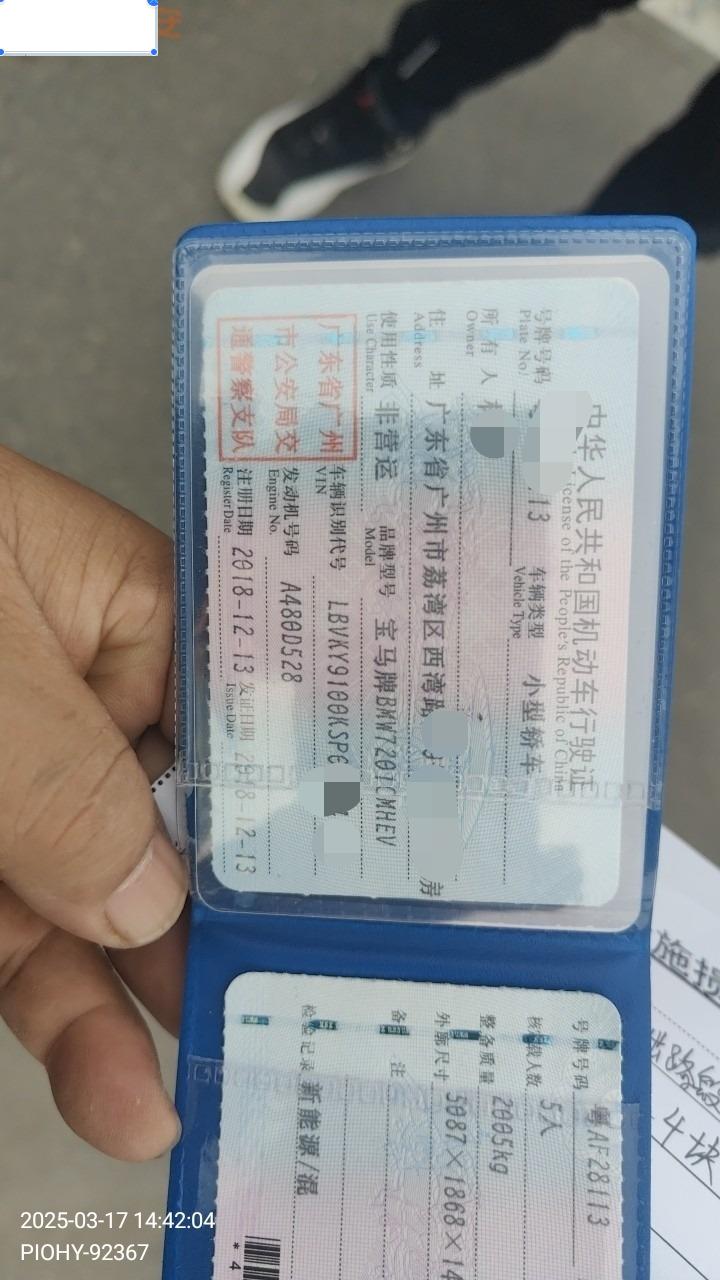 中华人民共和国机动车行驶证
License of the People's Republic of China
号牌号码
Plate No.
13
车辆类型
Vehicle Type
小型轿车
所有人
Owner
住址
Address
广东省广州市荔湾区西湾路
房
使用性质
Use Character
非营运
品牌型号
Model
宝马牌BMW7201CMHEV
广东省广州
市公安局交
通警察支队
车辆识别代号
VIN
LBVKY9100KSPG
发动机号码
Engine No.
A480D528
注册日期
Register Date
2018-12-13
发证日期
Issue Date
2018-12-13
号牌号码
粤AF28113
核定载人数
5人
整备质量
2005kg
外廓尺寸
5087×1868×14
备注
检验记录
新能源/混
*4
施救
4块
2025-03-17 14:42:04
PIOHY-92367